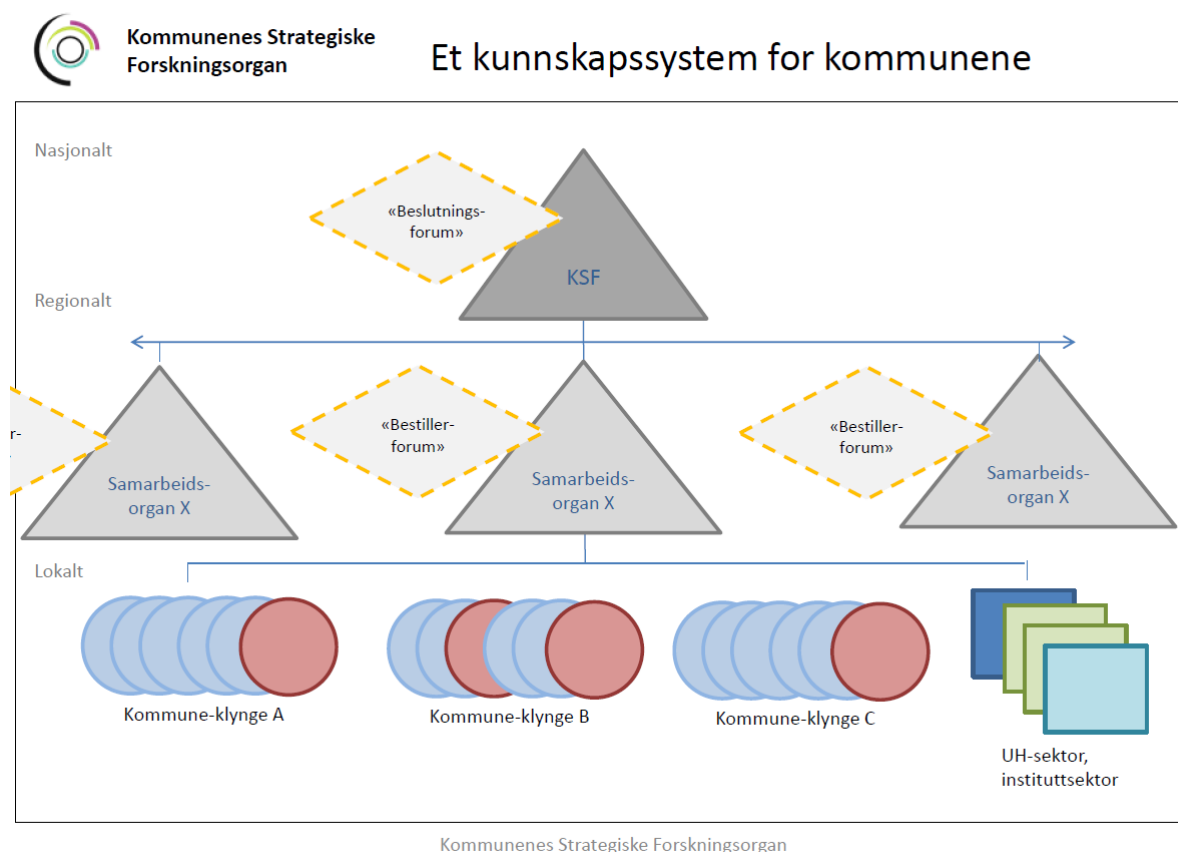 Kommunenes Strategiske
Forskningsorgan
Et kunnskapssystem for kommunene
Nasjonalt
«Beslutnings-
forum»
KSF
Regionalt
r-
Samarbeids-
organ X
«Bestiller-
forum»
Samarbeids-
organ X
«Bestiller-
forum»
Samarbeids-
organ X
Lokalt
Kommune-klynge A
Kommune-klynge B
Kommune-klynge C
UH-sektor,
instituttsektor
Kommunenes Strategiske Forskningsorgan